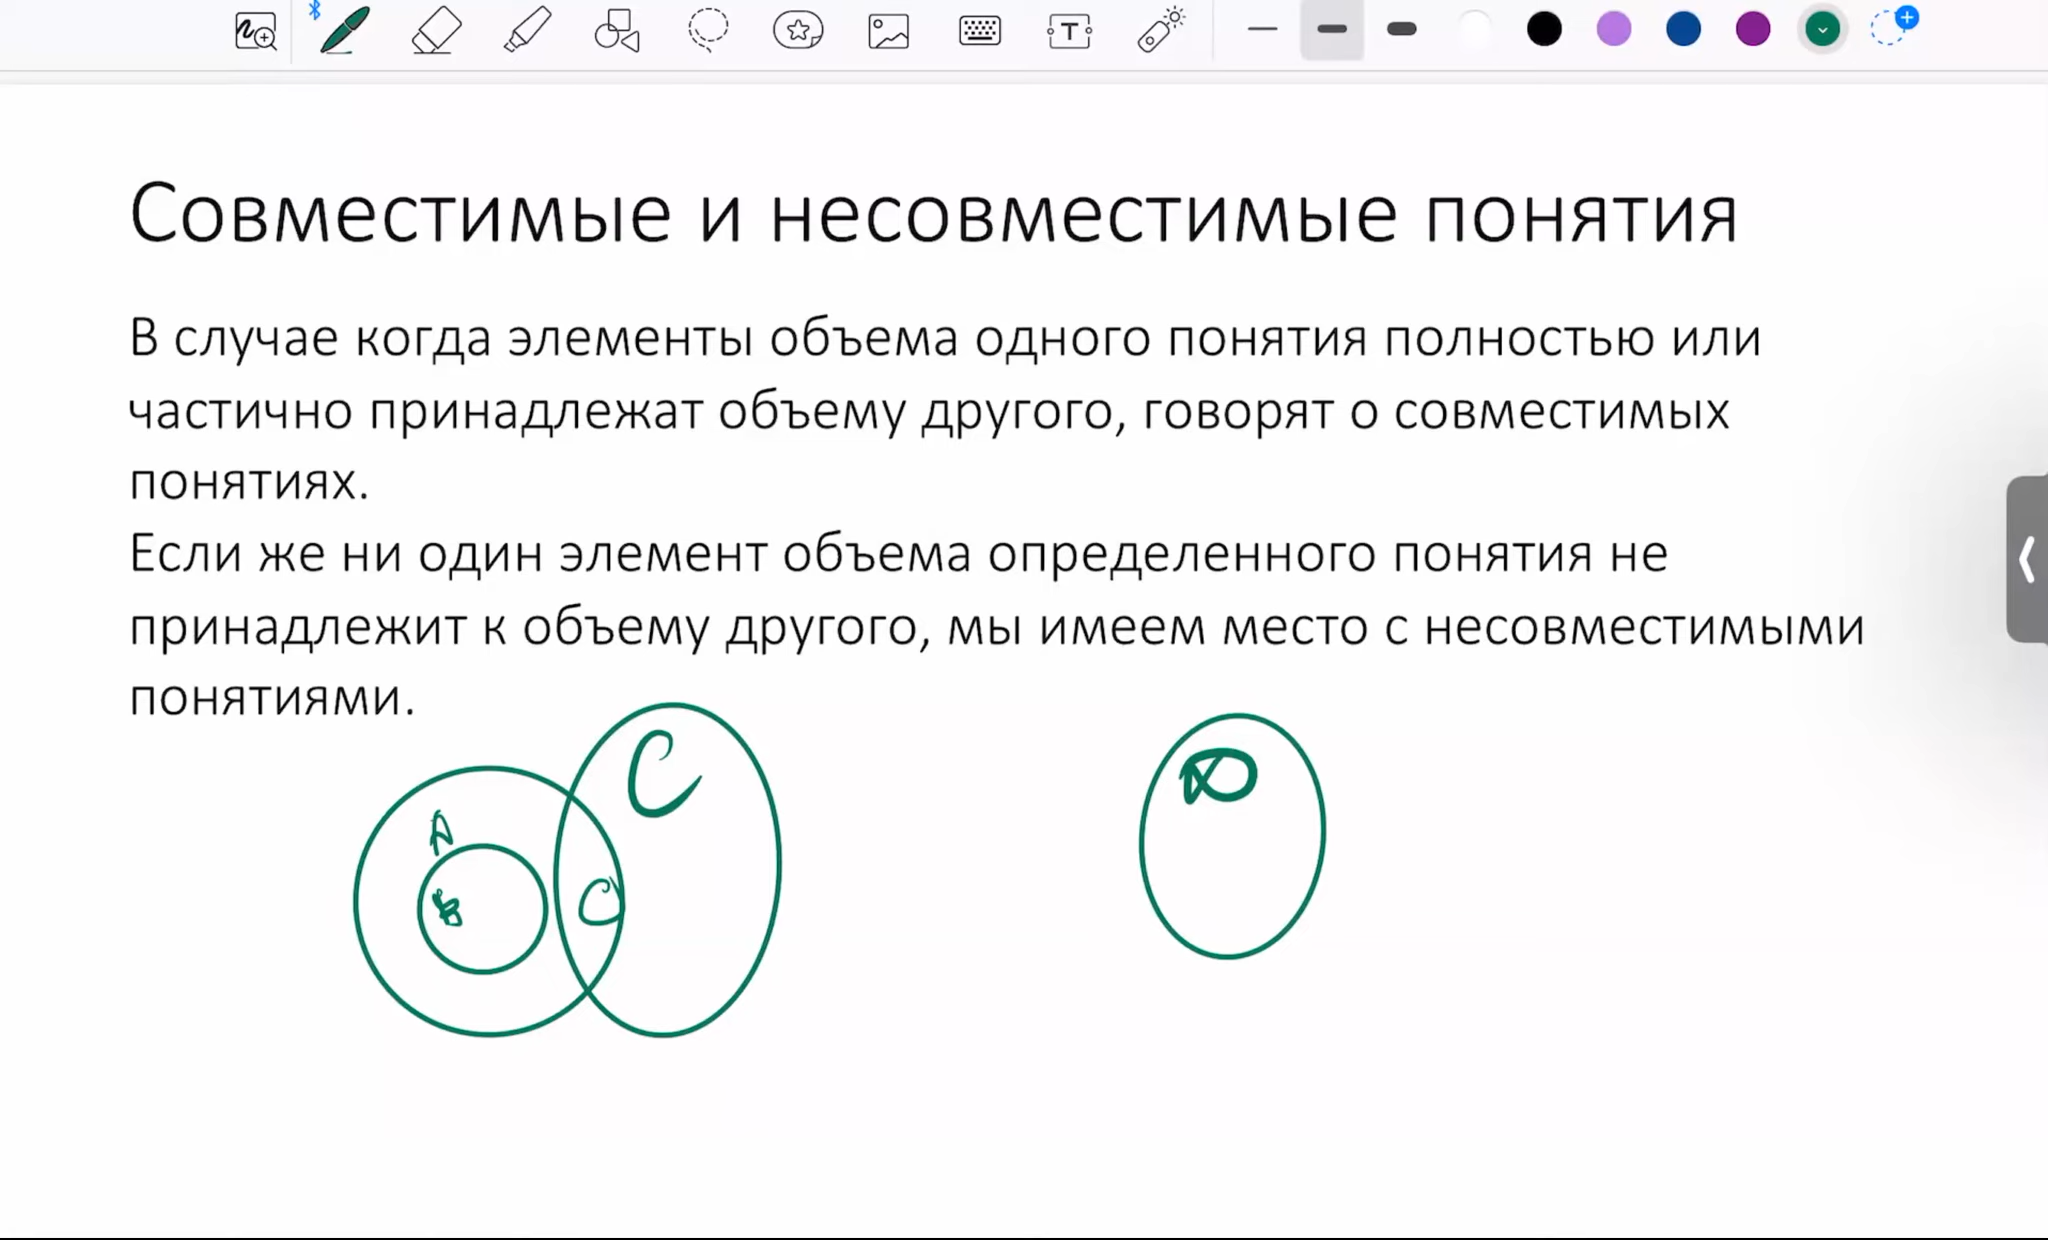 Совместимые и несовместимые понятия
В случае когда элементы объема одного понятия полностью или
частично принадлежат объему другого, говорят о совместимых
понятиях.
Если же ни один элемент объема определенного понятия не
принадлежит к объему другого, мы имеем место с несовместимыми
понятиями.
C
A
B
C
D